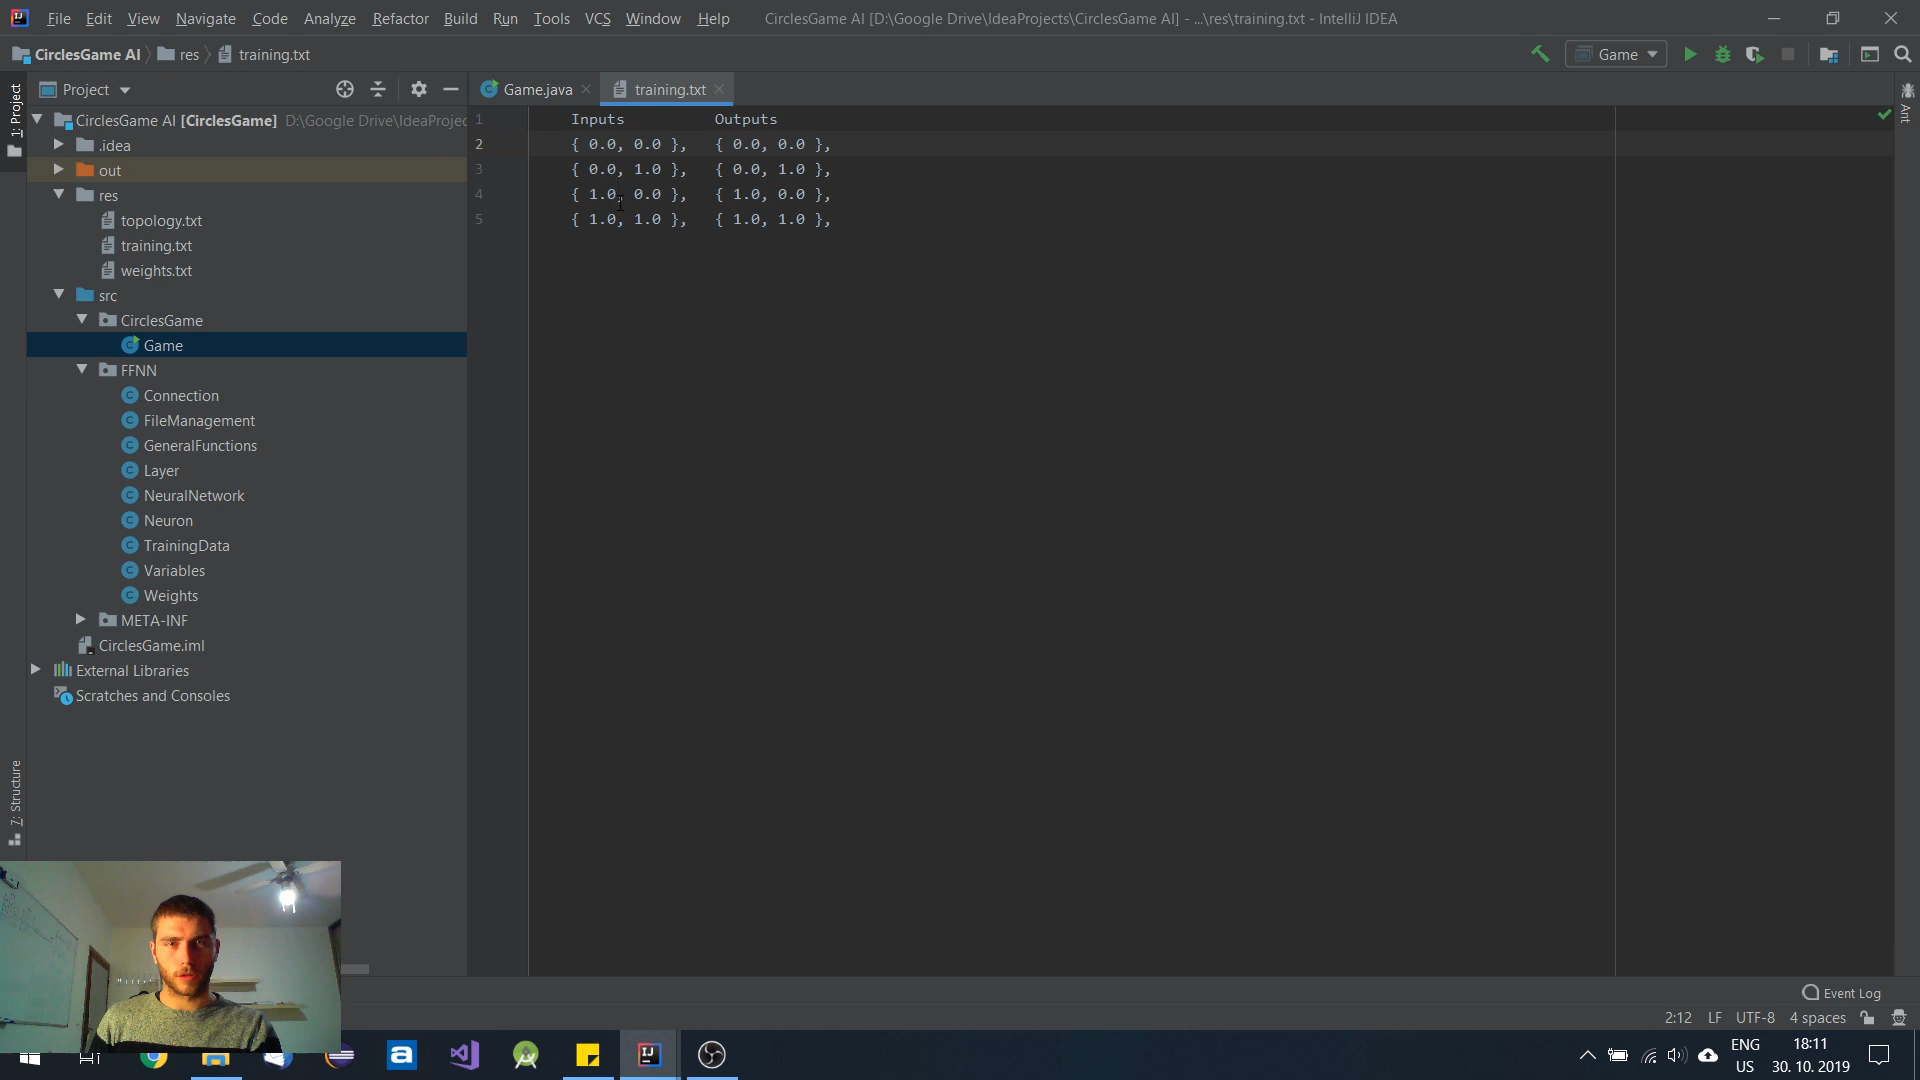 File Edit View Navigate Code Analyze Refactor Build Run Tools VCS Window Help CirclesGame AI [D:\Google Drive\IdeaProjects\CirclesGame AI] - ...\res\training.txt - IntelliJ IDEA
CirclesGame AI res training.txt Game
1: Project
Project
Game.java training.txt
Ant
CirclesGame AI [CirclesGame] D:\Google Drive\IdeaProjec
.idea
out
res
topology.txt
training.txt
weights.txt
src
CirclesGame
Game
FFNN
Connection
FileManagement
GeneralFunctions
Layer
NeuralNetwork
Neuron
TrainingData
Variables
Weights
META-INF
CirclesGame.iml
External Libraries
Scratches and Consoles
7: Structure
1 Inputs Outputs
2 { 0.0, 0.0 }, { 0.0, 0.0 },
3 { 0.0, 1.0 }, { 0.0, 1.0 },
4 { 1.0, 0.0 }, { 1.0, 0.0 },
5 { 1.0, 1.0 }, { 1.0, 1.0 },
Event Log
2:12 LF UTF-8 4 spaces
a
IJ
ENG
US
18:11
30. 10. 2019